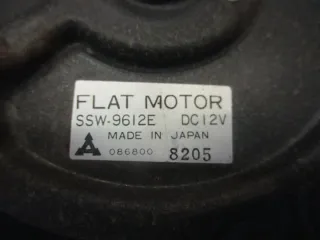 FLAT MOTOR
SSW-9612E DC12V
MADE IN JAPAN
086800 8205